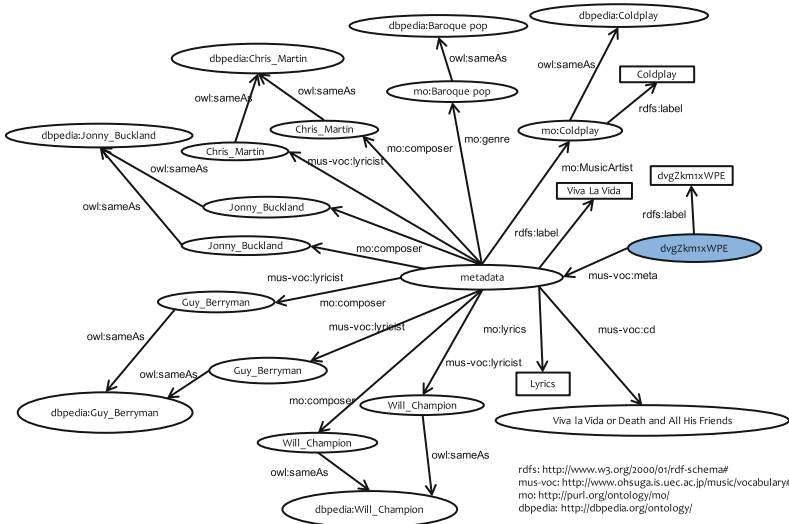 dbpedia:Coldplay
dbpedia:Baroque pop
dbpedia:Chris_Martin
owl:sameAs
owl:sameAs
Coldplay
owl:sameAs
owl:sameAs
mo:Baroque pop
rdfs:label
dbpedia:Jonny_Buckland
Chris_Martin
mo:Coldplay
Chris_Martin
mo:genre
mo:composer
mus-voc:lyricist
owl:sameAs
mo:MusicArtist
dvgZkm1xWPE
Viva La Vida
owl:sameAs
Jonny_Buckland
rdfs:label
rdfs:label
Jonny_Buckland
mo:composer
dvgZkm1xWPE
metadata
mus-voc:meta
mus-voc:lyricist
Guy_Berryman
mo:composer
mus-voc:lyricist
mo:lyrics
mus-voc:cd
owl:sameAs
mus-voc:lyricist
Guy_Berryman
owl:sameAs
Lyrics
mo:composer
Will_Champion
dbpedia:Guy_Berryman
Viva la Vida or Death and All His Friends
Will_Champion
owl:sameAs
owl:sameAs
dbpedia:Will_Champion
rdfs: http://www.w3.org/2000/01/rdf-schema#
mus-voc: http://www.ohsuga.is.uec.ac.jp/music/vocabulary#
mo: http://purl.org/ontology/mo/
dbpedia: http://dbpedia.org/ontology/